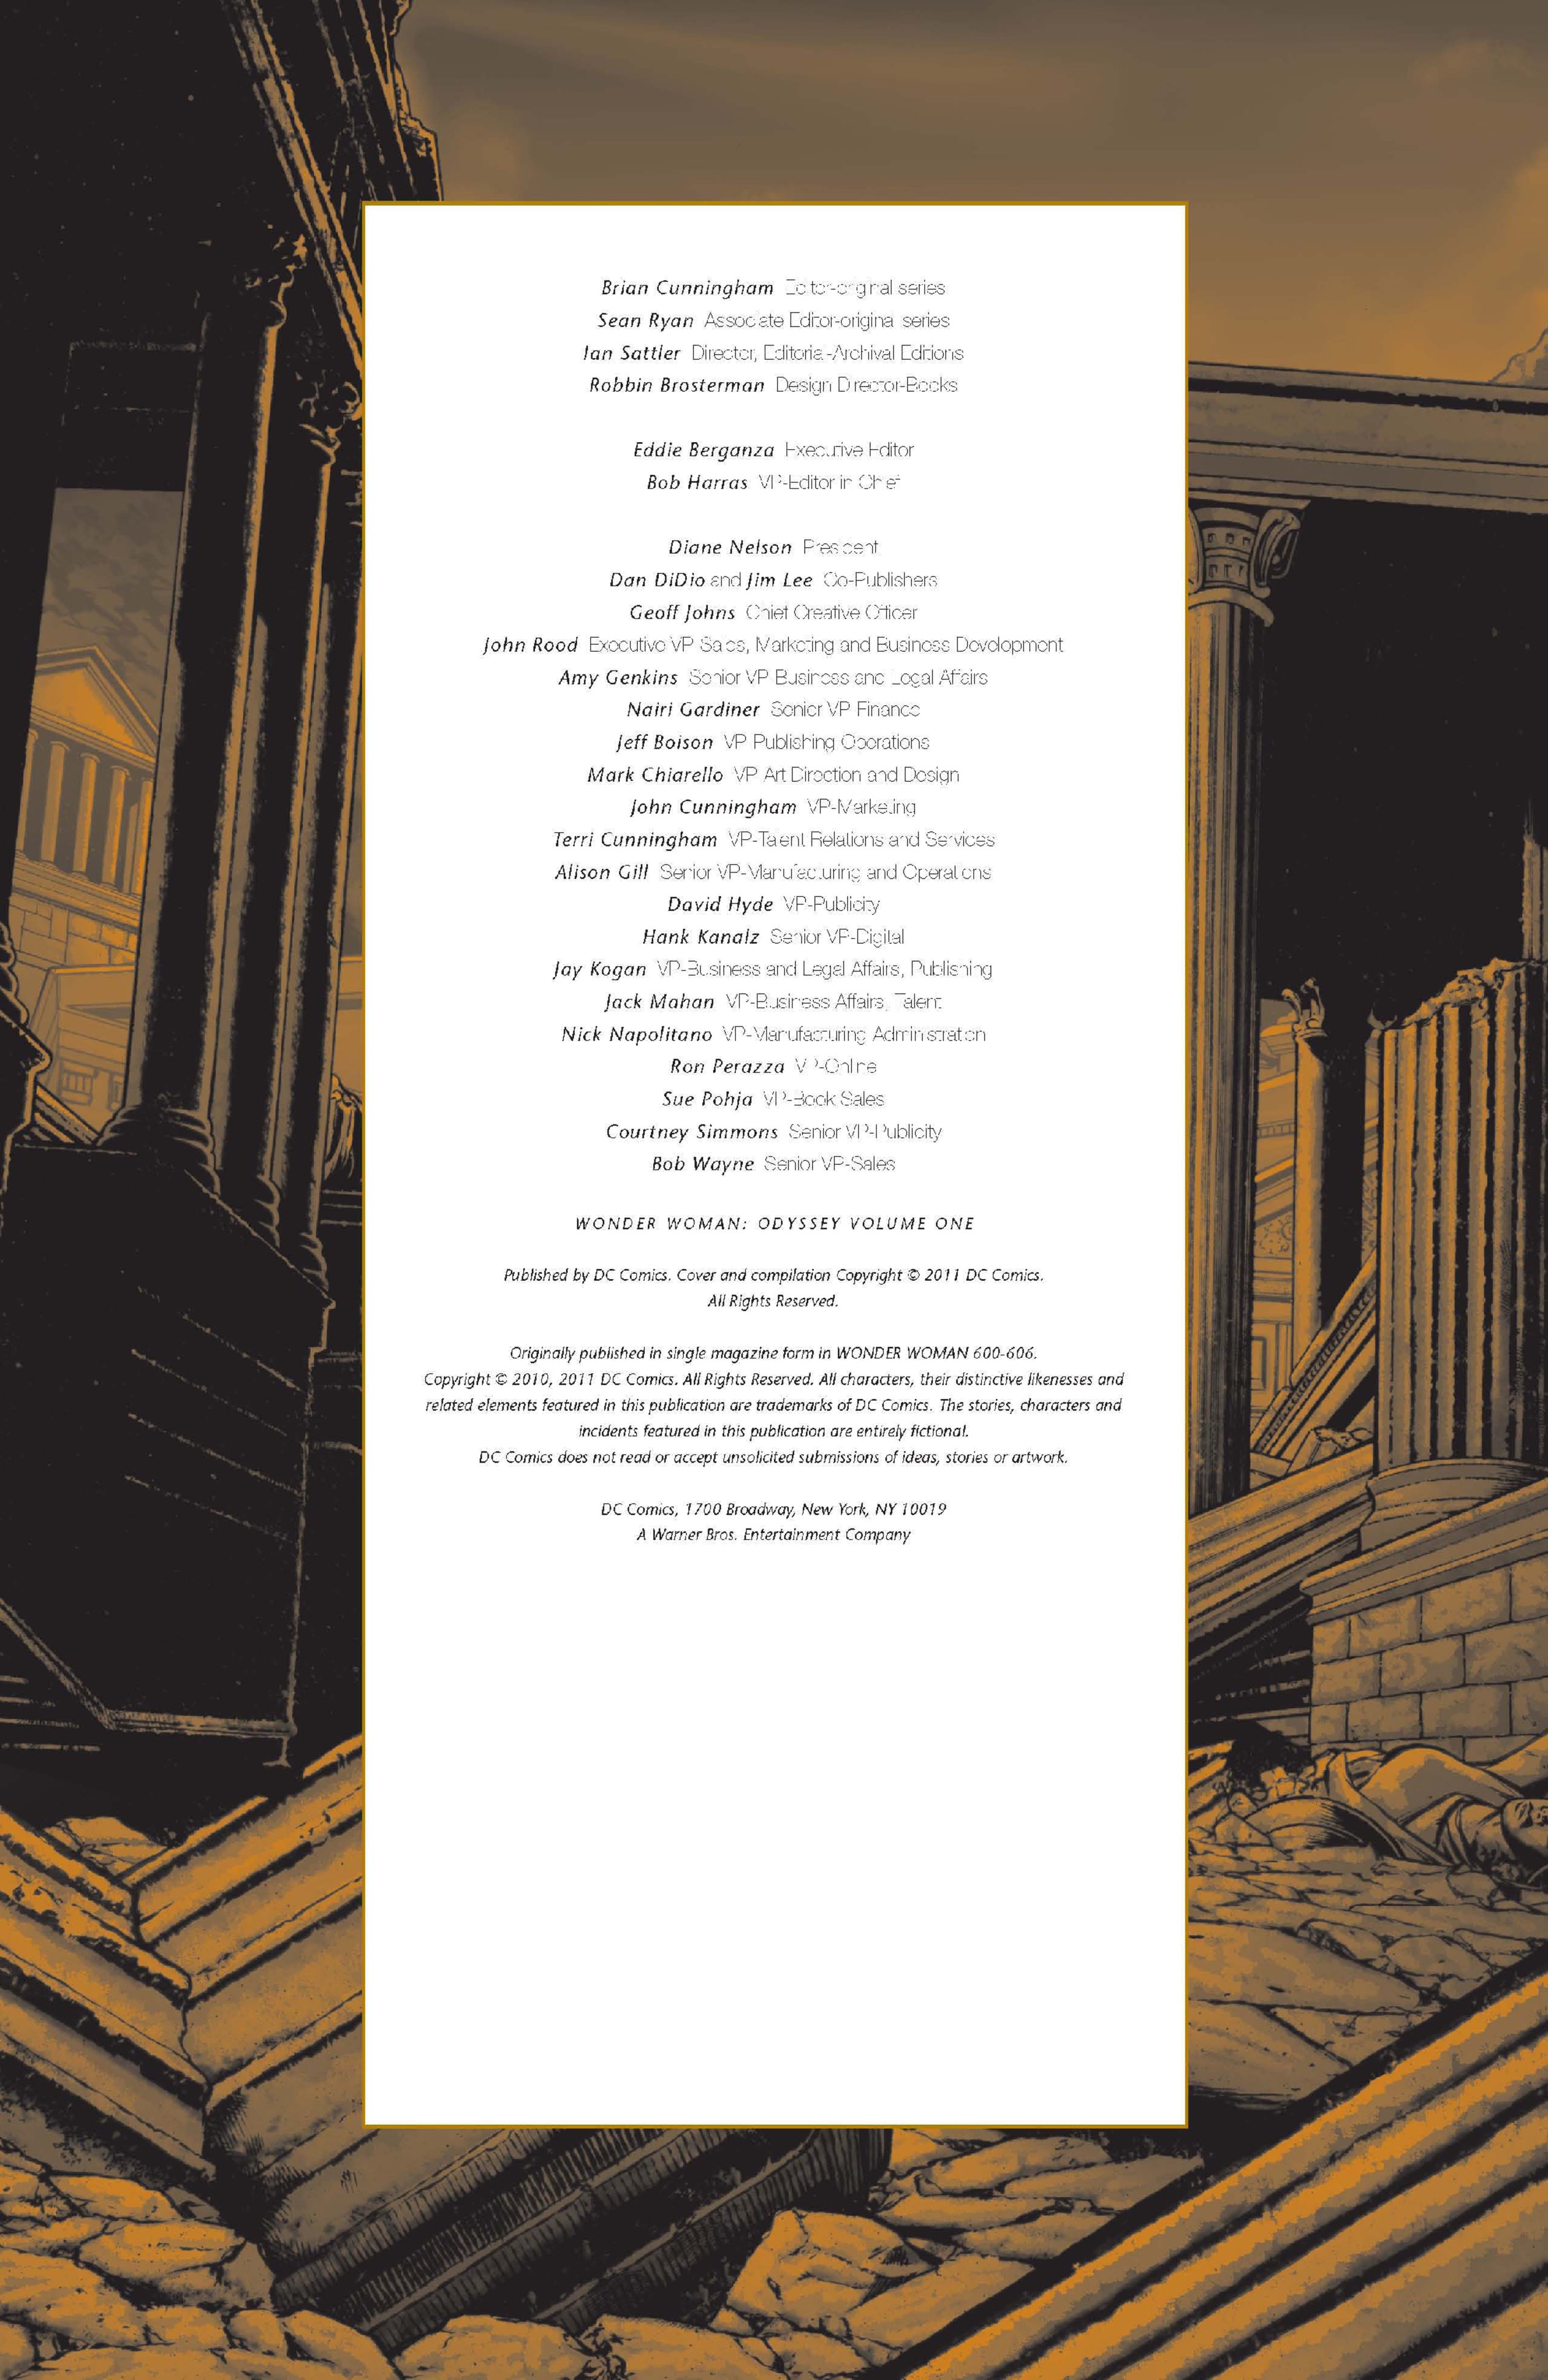 Brian Cunningham Editor-original series
Sean Ryan Associate Editor-original series
Ian Sattler Director, Editorial-Archival Editions
Robbin Brosterman Design Director-Books
Eddie Berganza Executive Editor
Bob Harras VP-Editor in Chief
Diane Nelson President
Dan DiDio and Jim Lee Co-Publishers
Geoff Johns Chief Creative Officer
John Rood Executive VP-Sales, Marketing and Business Development
Amy Genkins Senior VP-Business and Legal Affairs
Nairi Gardiner Senior VP-Finance
Jeff Boison VP-Publishing Operations
Mark Chiarello VP-Art Direction and Design
John Cunningham VP-Marketing
Terri Cunningham VP-Talent Relations and Services
Alison Gill Senior VP-Manufacturing and Operations
David Hyde VP-Publicity
Hank Kanalz Senior VP-Digital
Jay Kogan VP-Business and Legal Affairs, Publishing
Jack Mahan VP-Business Affairs, Talent
Nick Napolitano VP-Manufacturing Administration
Ron Perazza VP-Online
Sue Pohja VP-Book Sales
Courtney Simmons Senior VP-Publicity
Bob Wayne Senior VP-Sales
WONDER WOMAN: ODYSSEY VOLUME ONE
Published by DC Comics. Cover and compilation Copyright © 2011 DC Comics.
All Rights Reserved.
Originally published in single magazine form in WONDER WOMAN 600-606.
Copyright © 2010, 2011 DC Comics. All Rights Reserved. All characters, their distinctive likenesses and
related elements featured in this publication are trademarks of DC Comics. The stories, characters and
incidents featured in this publication are entirely fictional.
DC Comics does not read or accept unsolicited submissions of ideas, stories or artwork.
DC Comics, 1700 Broadway, New York, NY 10019
A Warner Bros. Entertainment Company